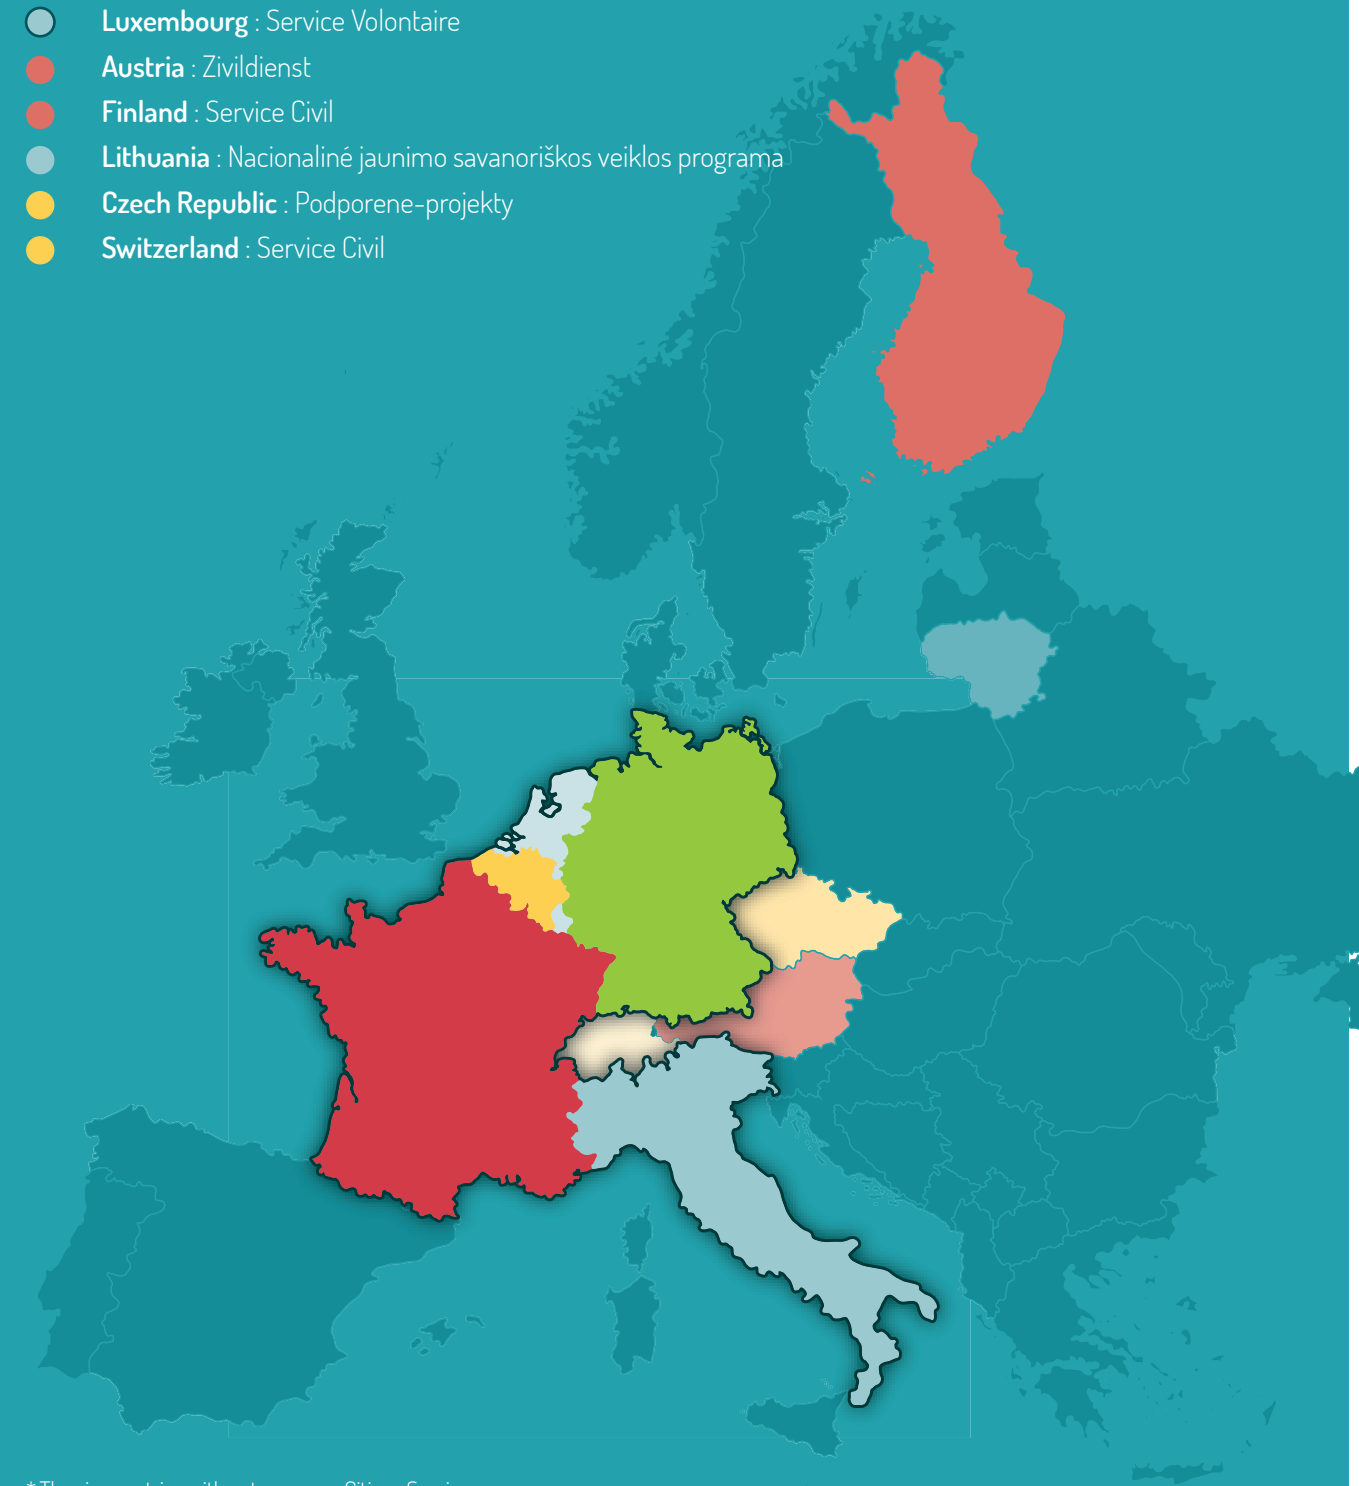 Luxembourg : Service Volontaire
Austria : Zivildienst
Finland : Service Civil
Lithuania : Nacionaliné jaunimo savanoriškos veiklos programa
Czech Republic : Podporene-projekty
Switzerland : Service Civil